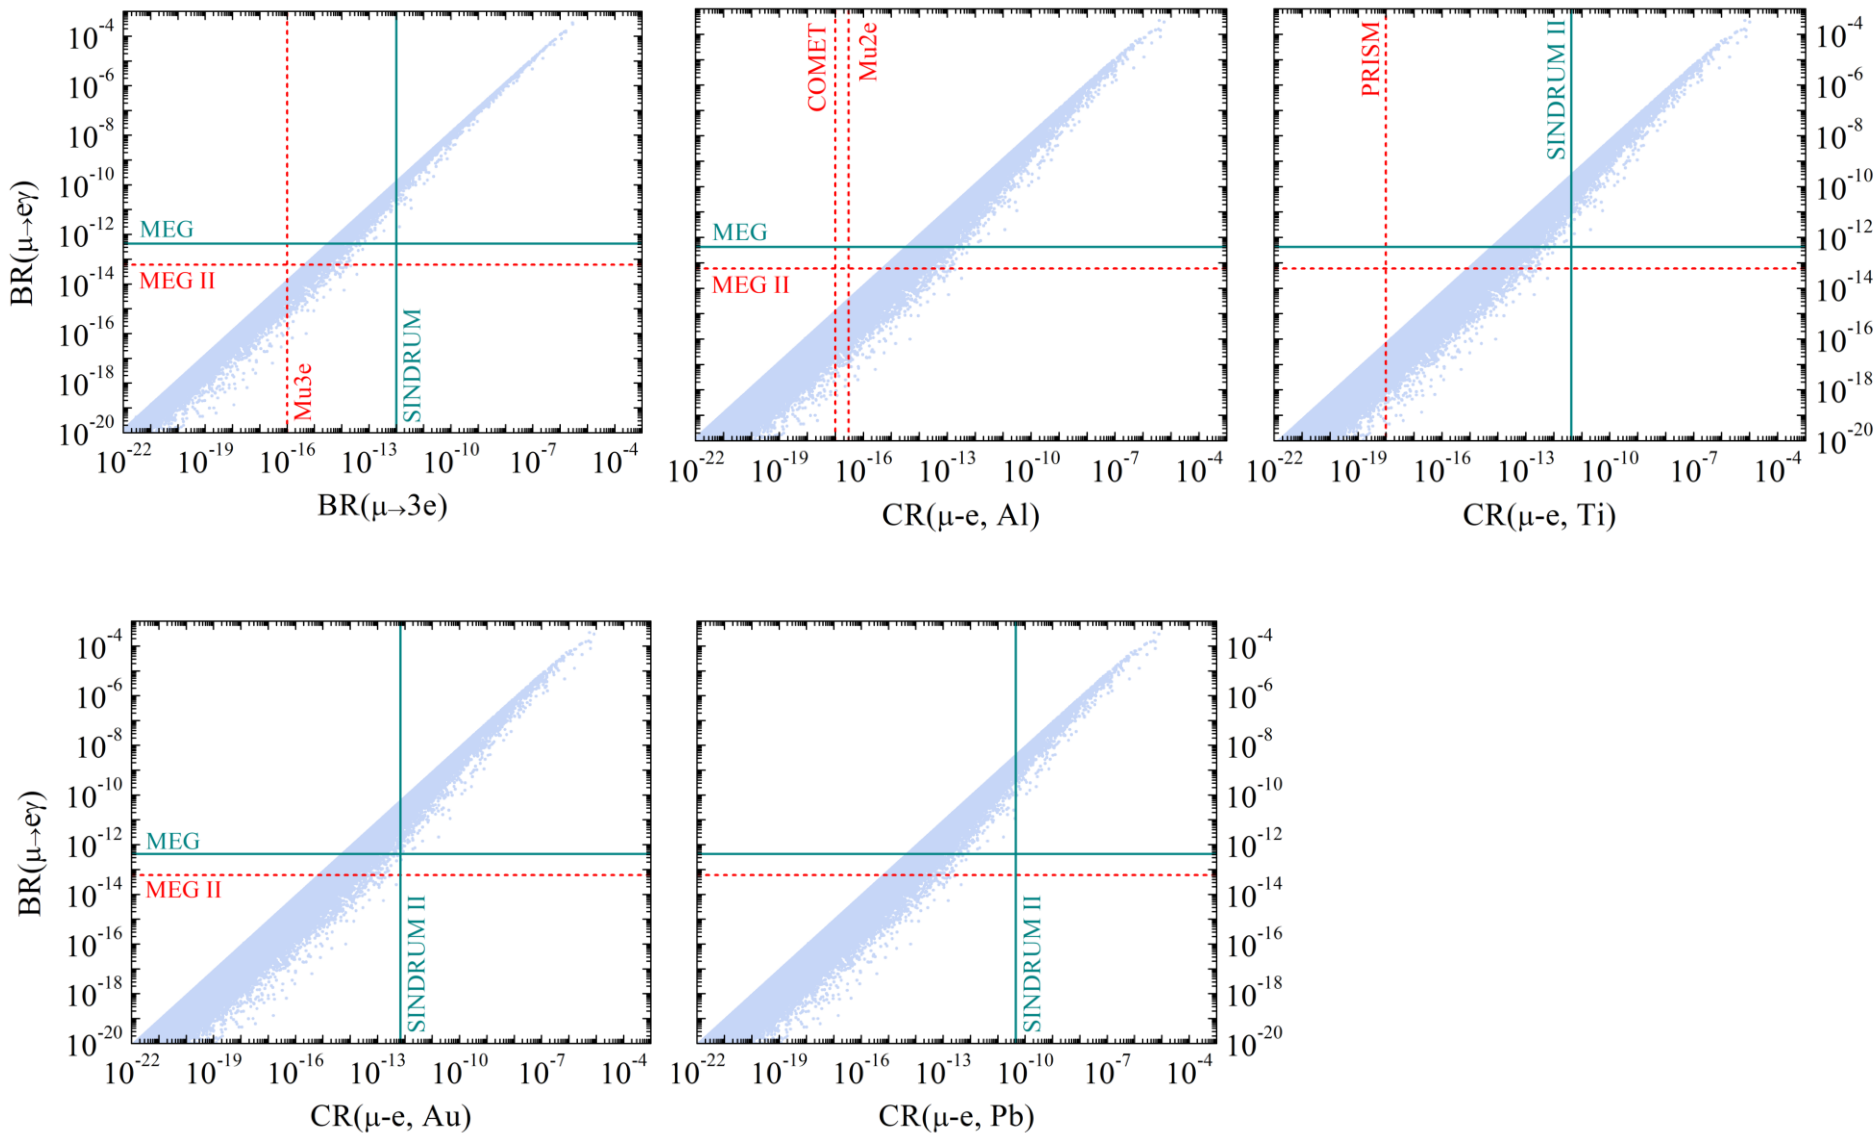 BR(μ→eγ)
10⁻⁴
10⁻⁶
10⁻⁸
10⁻¹⁰
10⁻¹²
10⁻¹⁴
10⁻¹⁶
10⁻¹⁸
10⁻²⁰
MEG
MEG II
Mu3e
SINDRUM
10⁻²² 10⁻¹⁹ 10⁻¹⁶ 10⁻¹³ 10⁻¹⁰ 10⁻⁷ 10⁻⁴
BR(μ→3e)
COMET
Mu2e
MEG
MEG II
10⁻²² 10⁻¹⁹ 10⁻¹⁶ 10⁻¹³ 10⁻¹⁰ 10⁻⁷ 10⁻⁴
CR(μ-e, Al)
PRISM
SINDRUM II
10⁻⁴
10⁻⁶
10⁻⁸
10⁻¹⁰
10⁻¹²
10⁻¹⁴
10⁻¹⁶
10⁻¹⁸
10⁻²⁰
10⁻²² 10⁻¹⁹ 10⁻¹⁶ 10⁻¹³ 10⁻¹⁰ 10⁻⁷ 10⁻⁴
CR(μ-e, Ti)
BR(μ→eγ)
10⁻⁴
10⁻⁶
10⁻⁸
10⁻¹⁰
10⁻¹²
10⁻¹⁴
10⁻¹⁶
10⁻¹⁸
10⁻²⁰
MEG
MEG II
SINDRUM II
10⁻²² 10⁻¹⁹ 10⁻¹⁶ 10⁻¹³ 10⁻¹⁰ 10⁻⁷ 10⁻⁴
CR(μ-e, Au)
SINDRUM II
10⁻⁴
10⁻⁶
10⁻⁸
10⁻¹⁰
10⁻¹²
10⁻¹⁴
10⁻¹⁶
10⁻¹⁸
10⁻²⁰
10⁻²² 10⁻¹⁹ 10⁻¹⁶ 10⁻¹³ 10⁻¹⁰ 10⁻⁷ 10⁻⁴
CR(μ-e, Pb)